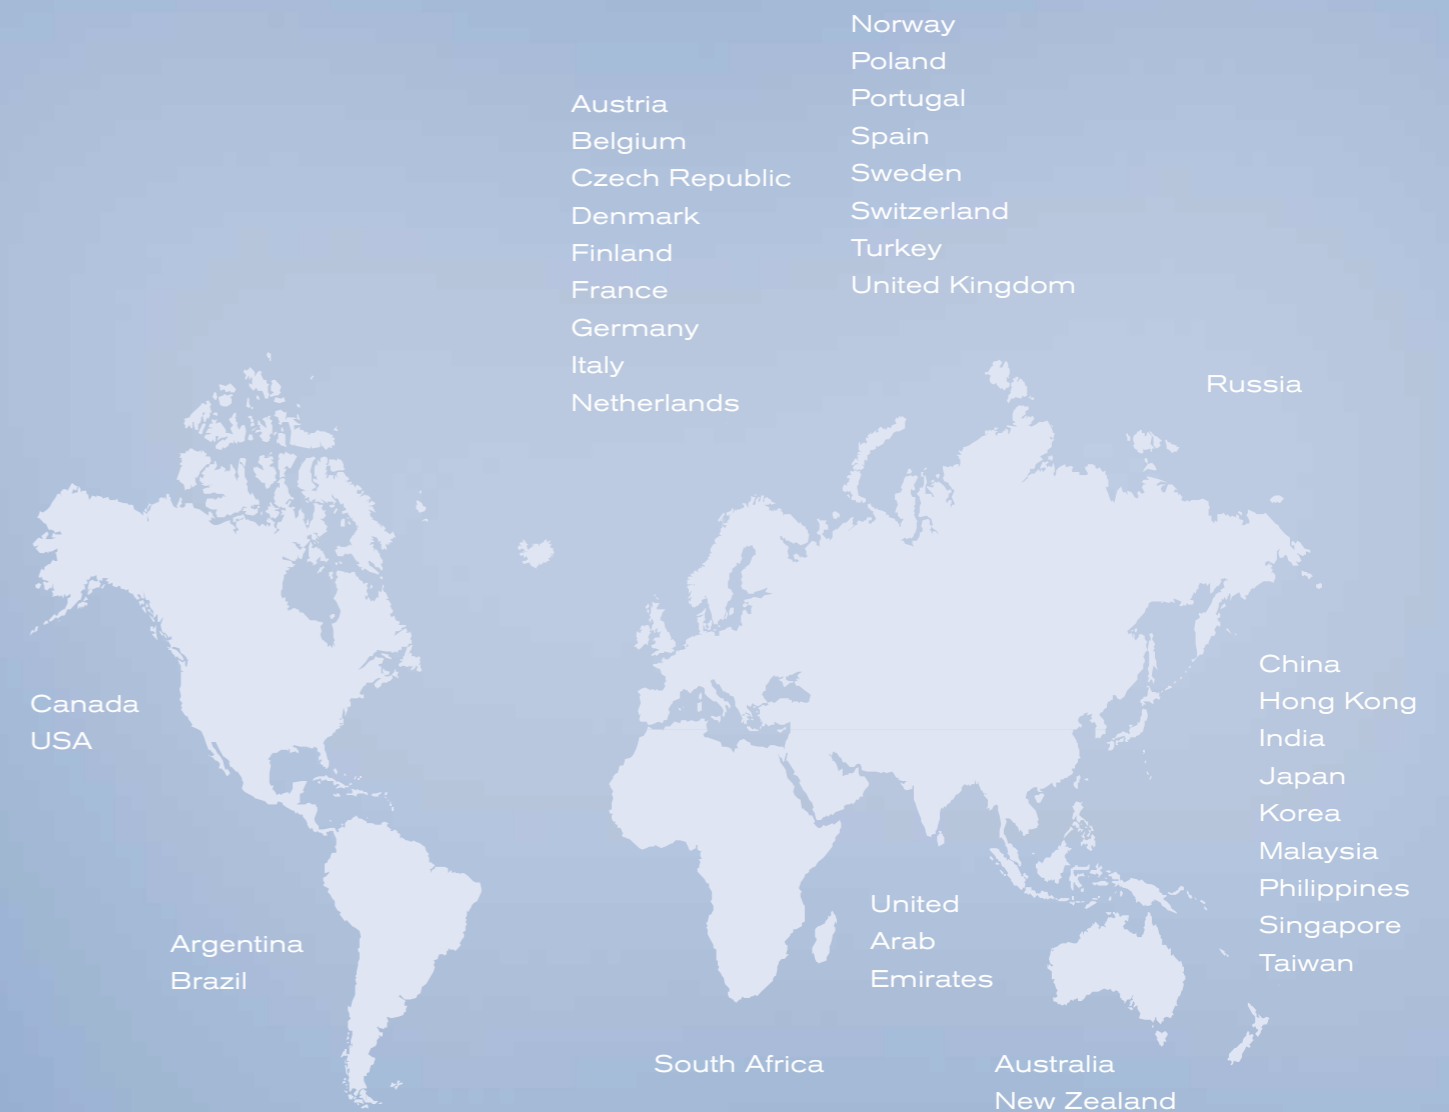 Norway
Poland
Portugal
Spain
Sweden
Switzerland
Turkey
United Kingdom
Austria
Belgium
Czech Republic
Denmark
Finland
France
Germany
Italy
Netherlands
Russia
Canada
USA
China
Hong Kong
India
Japan
Korea
Malaysia
Philippines
Singapore
Taiwan
Argentina
Brazil
United
Arab
Emirates
South Africa
Australia
New Zealand